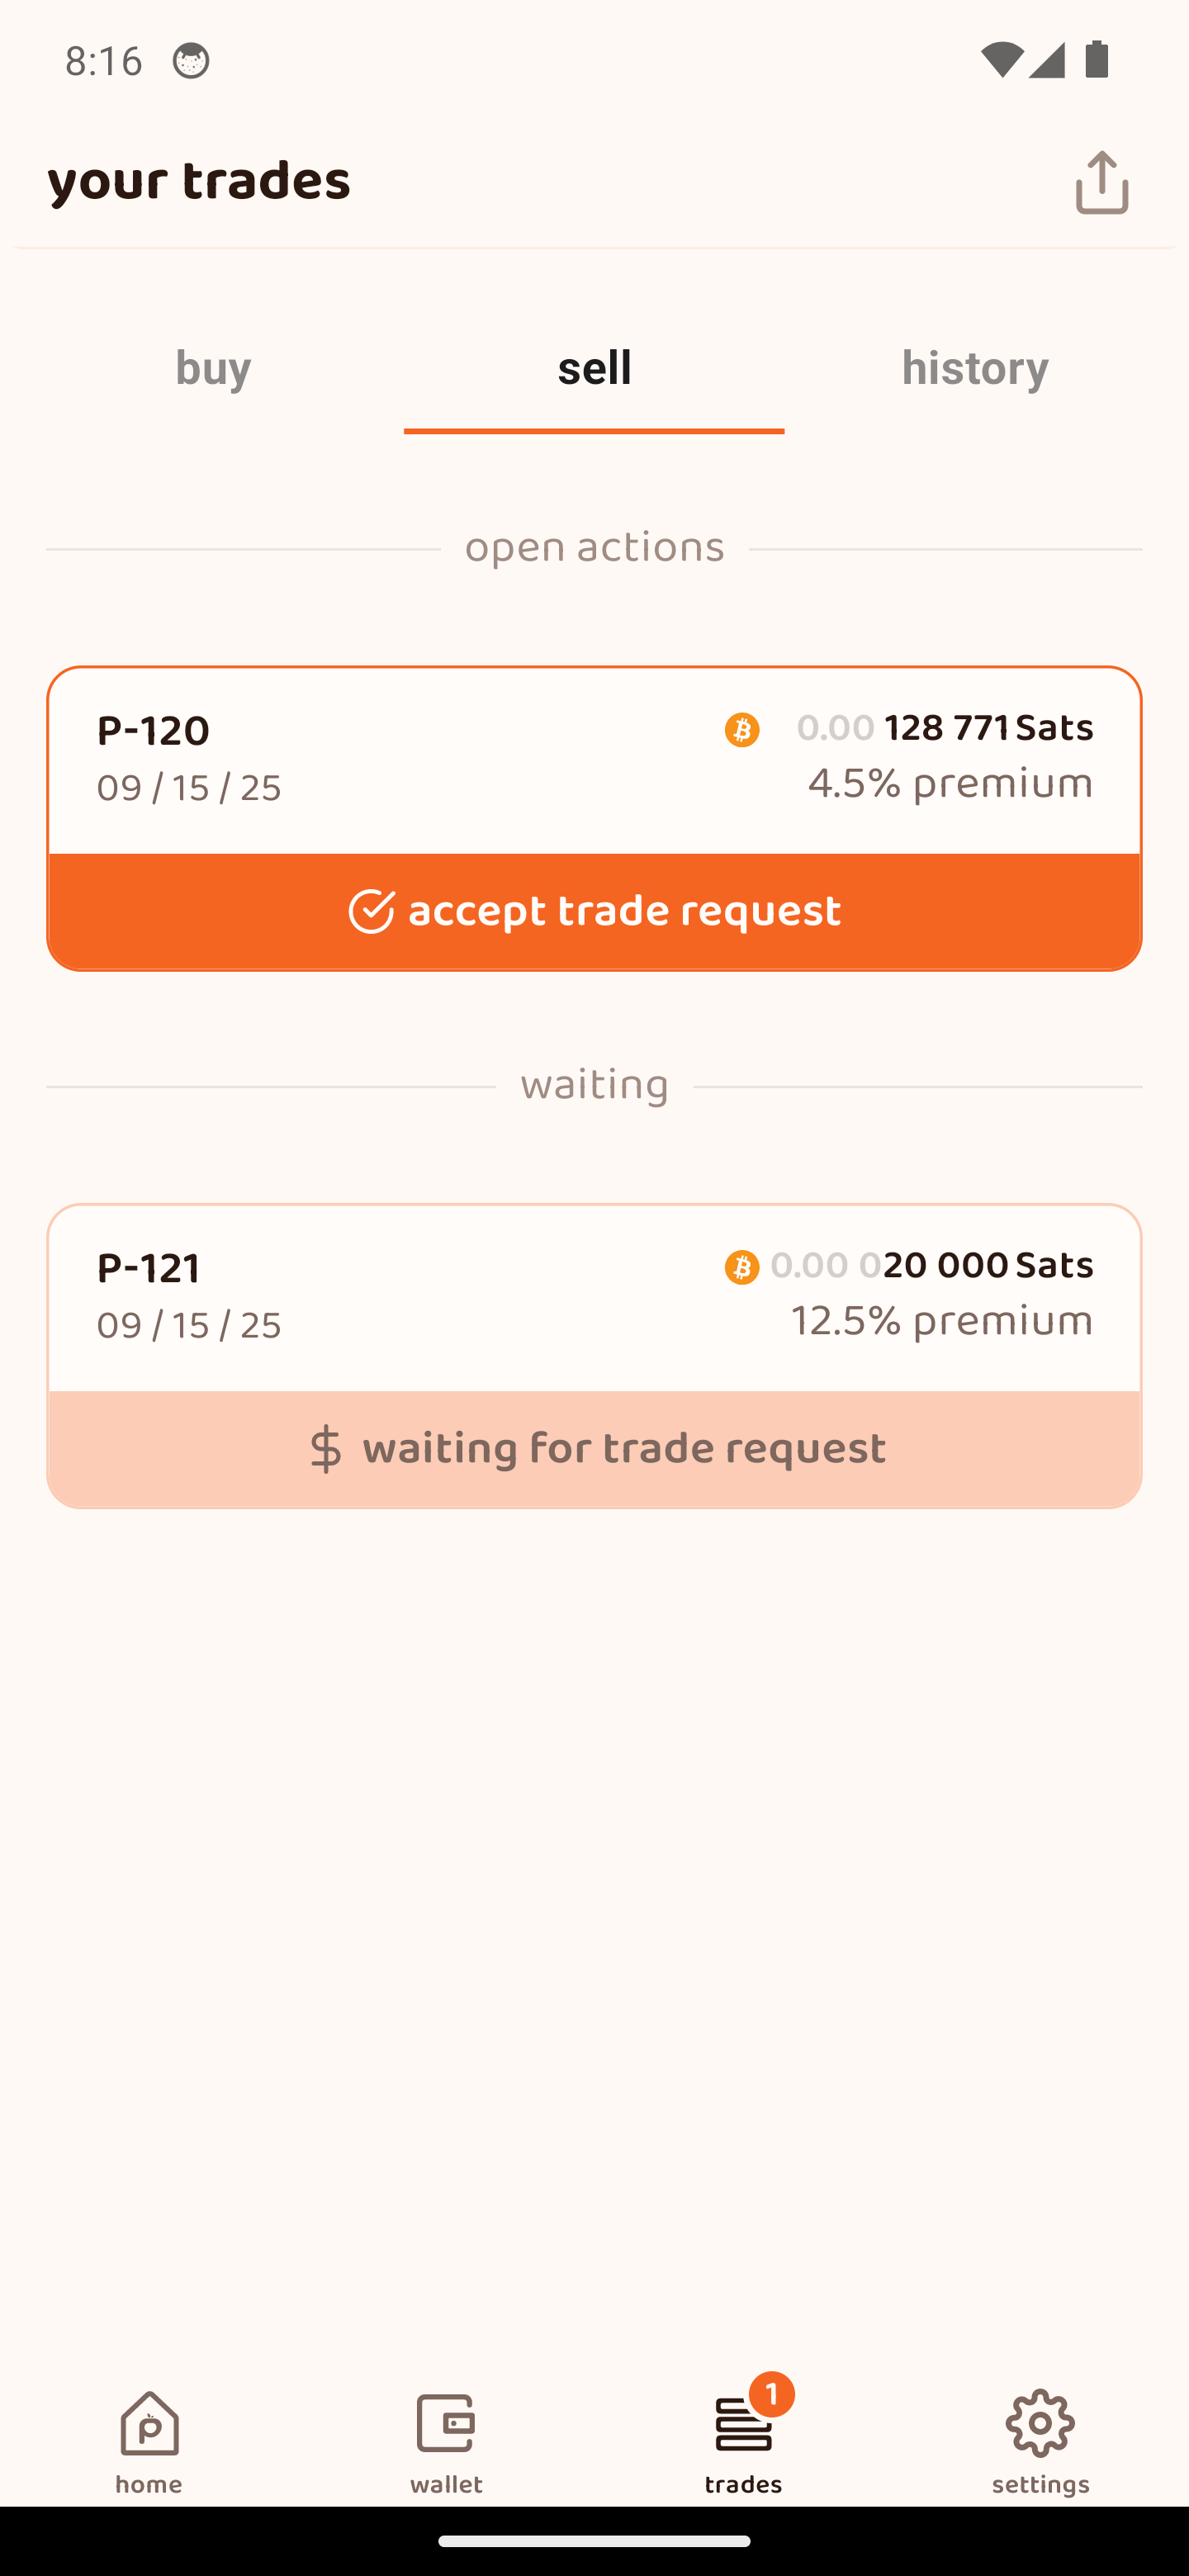 8:16
your trades
buy
sell
history
open actions
P-120
0.00 128 771 Sats
09 / 15 / 25
4.5% premium
accept trade request
waiting
P-121
0.00 020 000 Sats
09 / 15 / 25
12.5% premium
$ waiting for trade request
1
home
wallet
trades
settings